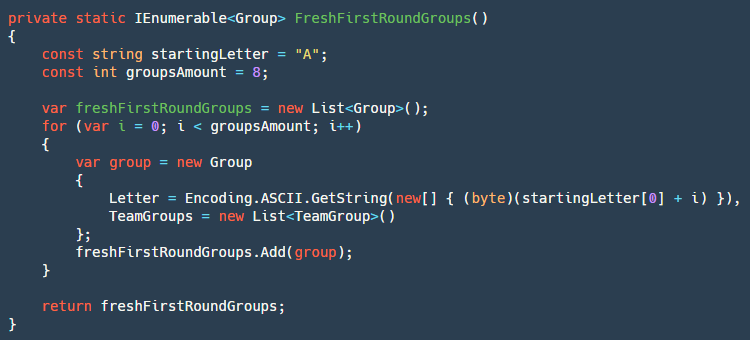 private static IEnumerable<Group> FreshFirstRoundGroups()
{
    const string startingLetter = "A";
    const int groupsAmount = 8;

    var freshFirstRoundGroups = new List<Group>();
    for (var i = 0; i < groupsAmount; i++)
    {
        var group = new Group
        {
            Letter = Encoding.ASCII.GetString(new[] { (byte)(startingLetter[0] + i) }),
            TeamGroups = new List<TeamGroup>()
        };
        freshFirstRoundGroups.Add(group);
    }

    return freshFirstRoundGroups;
}